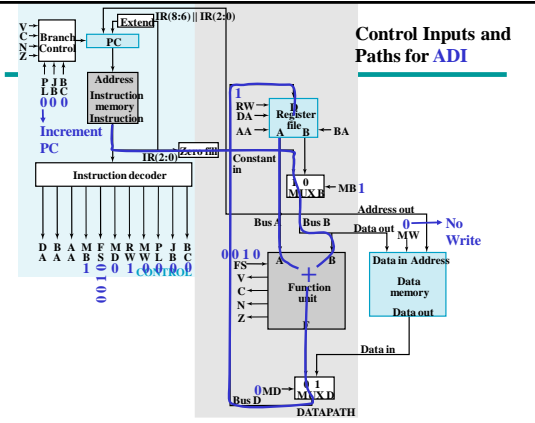 Control Inputs and
Paths for ADI
IR(8:6) || IR(2:0)
V
C
N
Z
Branch
Control
Extend
PC
P J B
L B C
0 0 0
Increment
PC
Address
Instruction
memory
Instruction
IR(2:0)
Zero fill
Constant
in
Instruction decoder
D B A M F M R M P J B
A A A B S D W W L B C
1 0010 0 1 0 0 0 0
CONTROL
1
RW
DA
AA
D
Register
file
A B
BA
1 0
MUX B
MB 1
Address out
Bus A
Bus B
Data out
MW
0
No
Write
0 0 1 0
FS
V
C
N
Z
A B
+
Function
unit
F
Data in Address
Data
memory
Data out
Data in
0 MD
0 1
MUX D
Bus D
DATAPATH